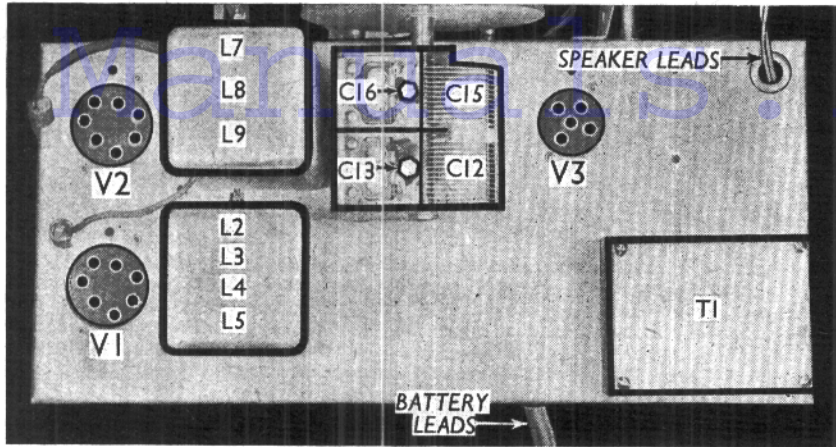 Manuals.
L7
L8
L9
C16
C15
SPEAKER LEADS
C13
C12
V2
V3
L2
L3
L4
L5
V1
T1
BATTERY
LEADS